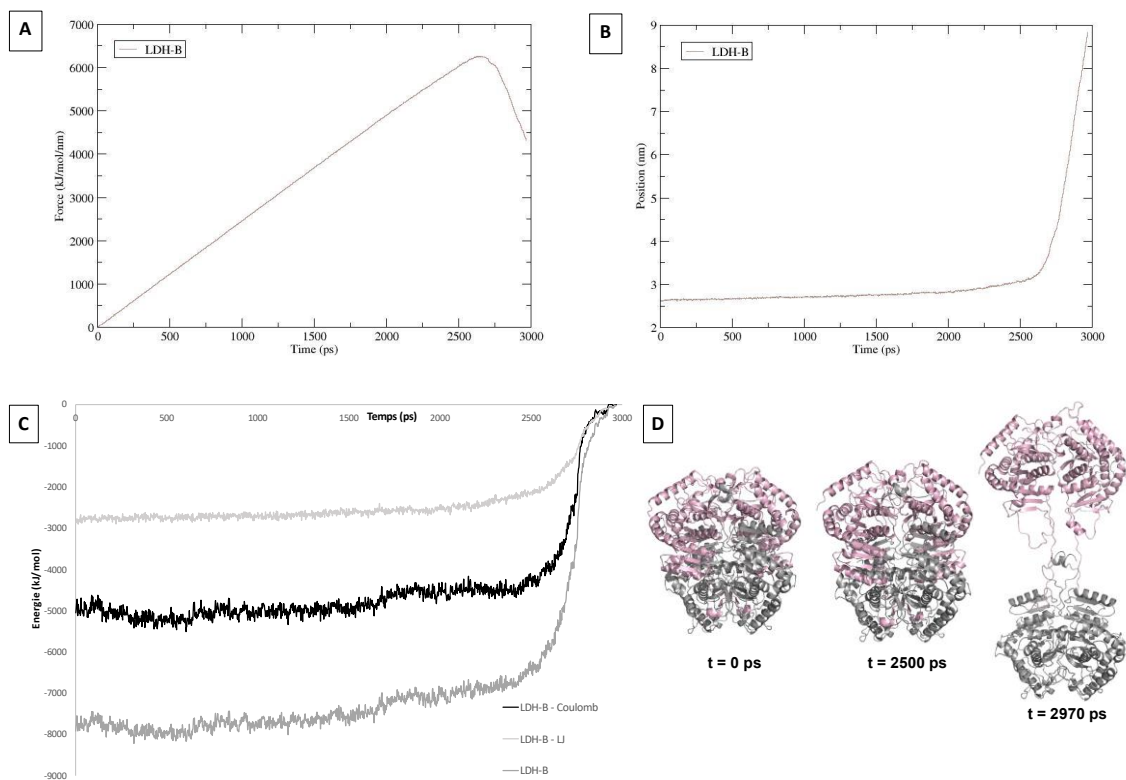 A
7000
6000
5000
4000
3000
2000
1000
0
Force (kJ/mol/nm)
LDH-B
0 500 1000 1500 2000 2500 3000
Time (ps)
B
9
8
7
6
5
4
3
2
Position (nm)
LDH-B
0 500 1000 1500 2000 2500 3000
Time (ps)
C
0
-1000
-2000
-3000
-4000
-5000
-6000
-7000
-8000
-9000
Energie (kJ/mol)
0 500 1000 1500 2000 2500 3000
Temps (ps)
LDH-B - Coulomb
LDH-B - LJ
LDH-B
D
t = 0 ps
t = 2500 ps
t = 2970 ps